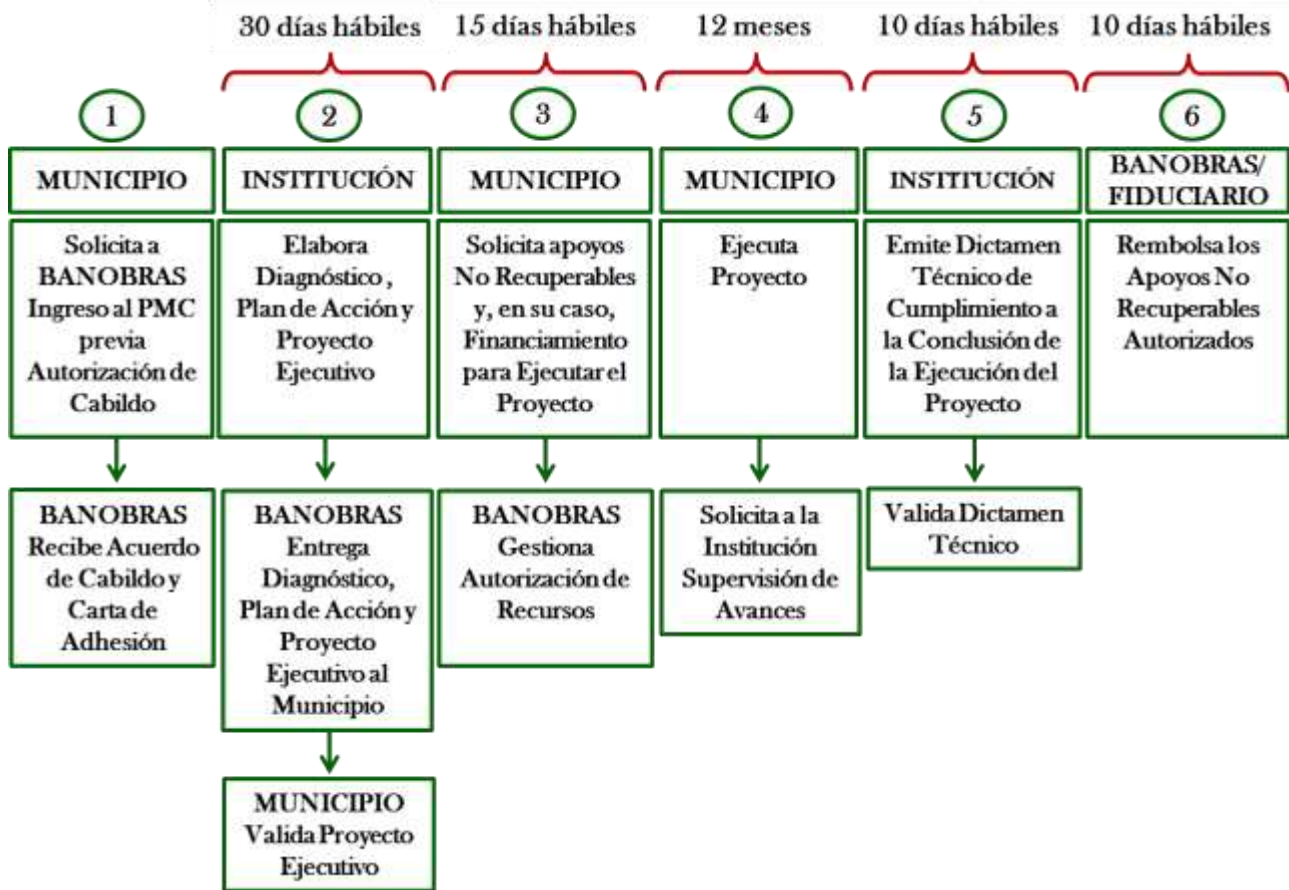 30 días hábiles
15 días hábiles
12 meses
10 días hábiles
10 días hábiles
1
2
3
4
5
6
MUNICIPIO
INSTITUCIÓN
MUNICIPIO
MUNICIPIO
INSTITUCIÓN
BANOBRAS/
FIDUCIARIO
Solicita a
BANOBRAS
Ingreso al PMC
previa
Autorización de
Cabildo
Elabora
Diagnóstico ,
Plan de Acción y
Proyecto
Ejecutivo
Solicita apoyos
No Recuperables
y, en su caso,
Financiamiento
para Ejecutar el
Proyecto
Ejecuta
Proyecto
Emite Dictamen
Técnico de
Cumplimiento a
la Conclusión de
la Ejecución del
Proyecto
Rembolsa los
Apoyos No
Recuperables
Autorizados
BANOBRAS
Recibe Acuerdo
de Cabildo y
Carta de
Adhesión
BANOBRAS
Entrega
Diagnóstico,
Plan de Acción y
Proyecto
Ejecutivo al
Municipio
BANOBRAS
Gestiona
Autorización de
Recursos
Solicita a la
Institución
Supervisión de
Avances
Valida Dictamen
Técnico
MUNICIPIO
Valida Proyecto
Ejecutivo